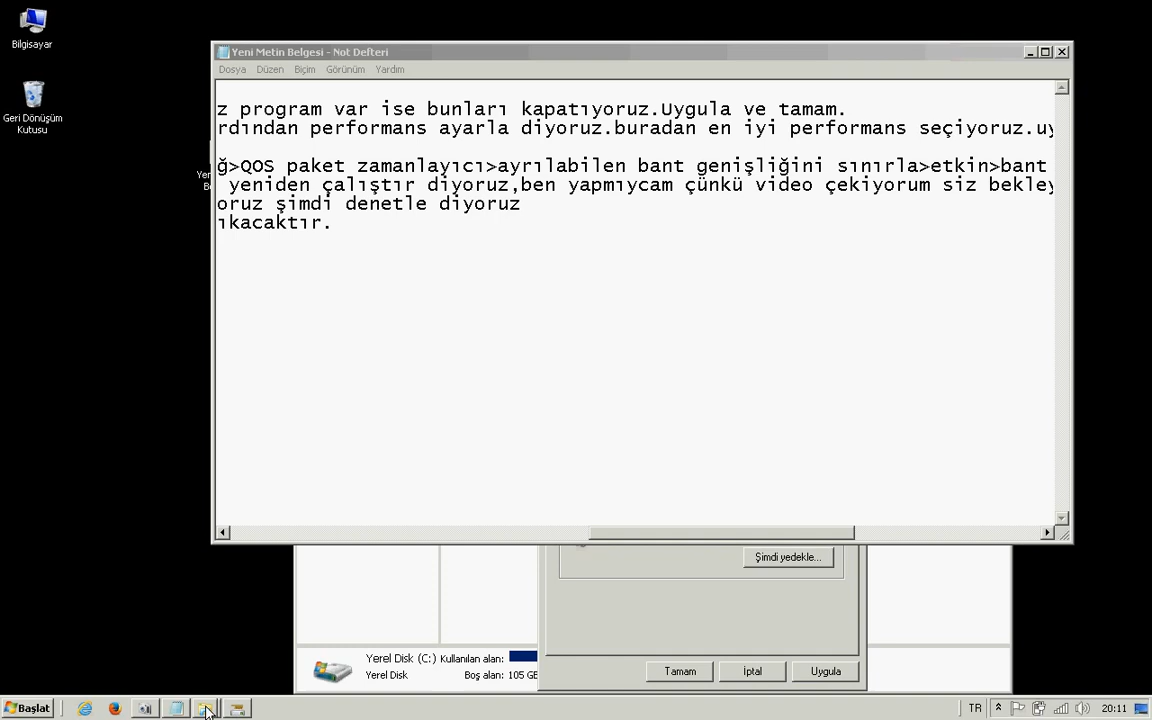 Bilgisayar
Geri Dönüşüm
Kutusu
Yeni Metin Belgesi - Not Defteri
Dosya Düzen Biçim Görünüm Yardım
z program var ise bunları kapatıyoruz.Uygula ve tamam.
rdından performans ayarla diyoruz.buradan en iyi performans seçiyoruz.uy
ğ>QOS paket zamanlayıcı>ayrılabilen bant genişliğini sınırla>etkin>bant
yeniden çalıştır diyoruz,ben yapmıycam çünkü video çekiyorum siz bekley
oruz şimdi denetle diyoruz
ıkacaktır.
Şimdi yedekle...
Yerel Disk (C:) Kullanılan alan:
Yerel Disk Boş alan: 105 GB
Tamam İptal Uygula
Başlat TR 20:11